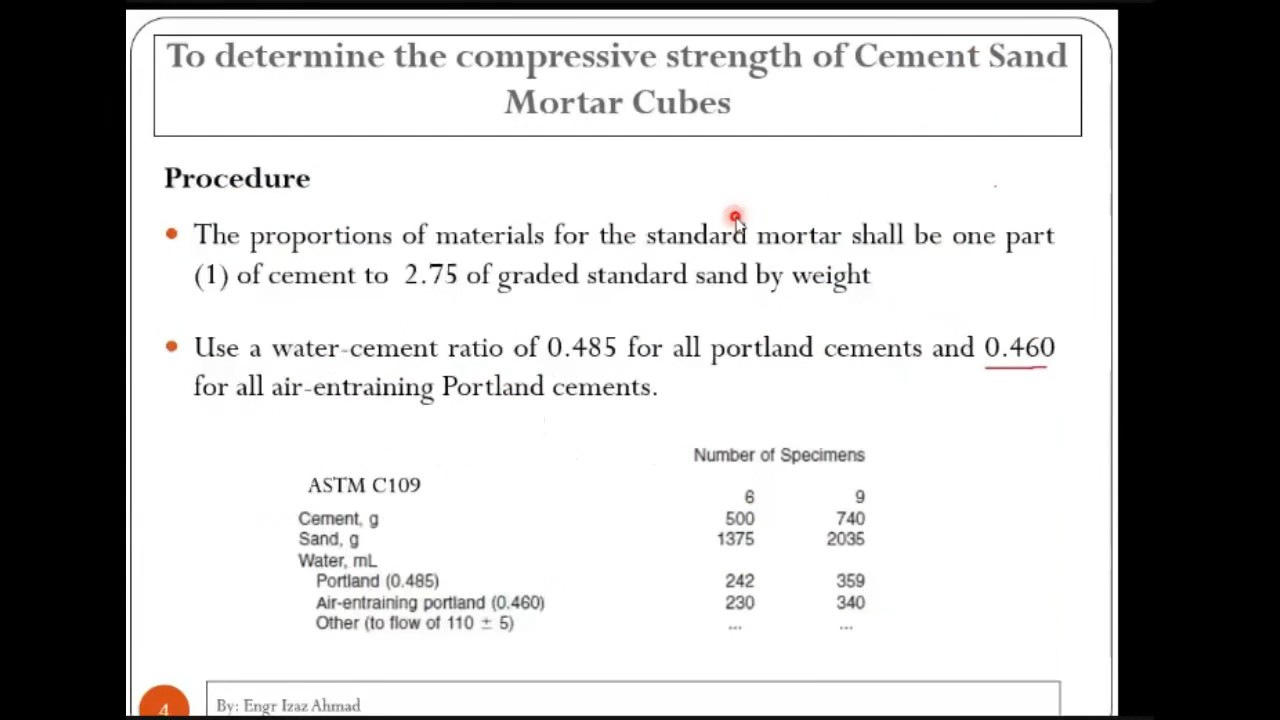 To determine the compressive strength of Cement Sand
Mortar Cubes
Procedure
• The proportions of materials for the standard mortar shall be one part
(1) of cement to 2.75 of graded standard sand by weight
• Use a water-cement ratio of 0.485 for all portland cements and 0.460
for all air-entraining Portland cements.
Number of Specimens
ASTM C109
6 9
Cement, g 500 740
Sand, g 1375 2035
Water, mL
Portland (0.485) 242 359
Air-entraining portland (0.460) 230 340
Other (to flow of 110 ± 5) ... ...
4 By: Engr Izaz Ahmad